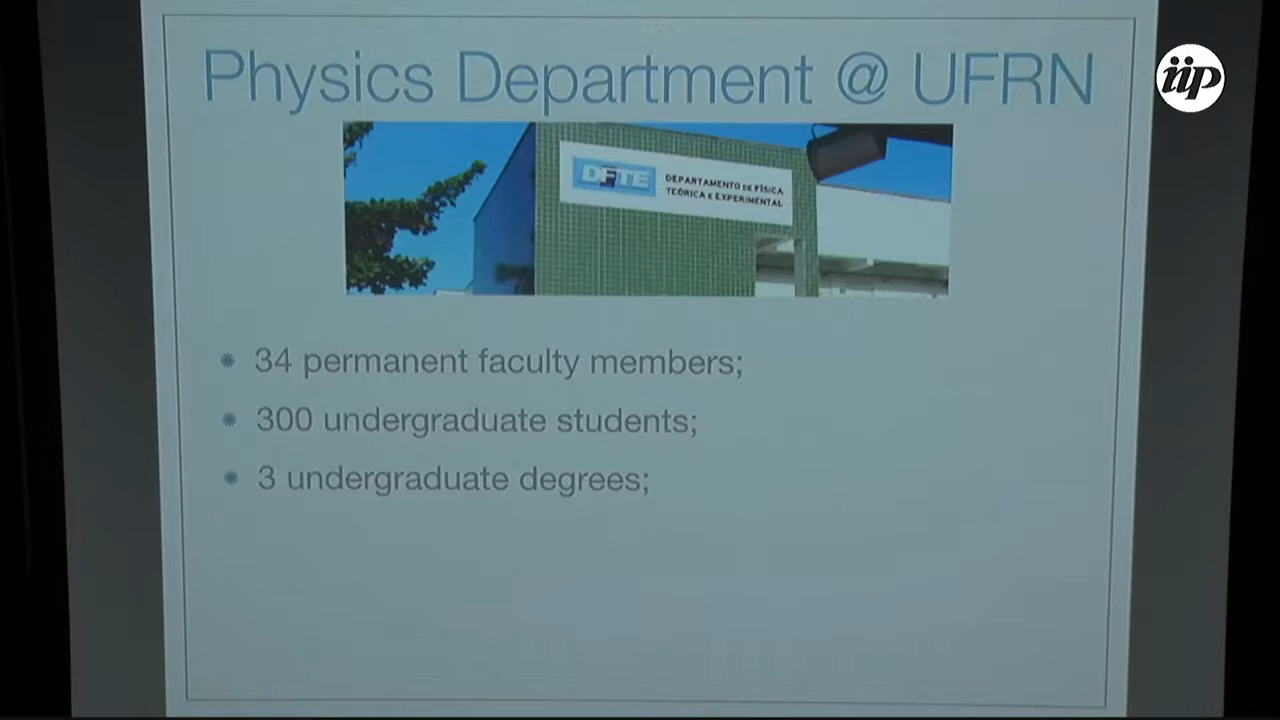 Physics Department @ UFRN
iip
DFTE
DEPARTAMENTO DE FÍSICA
TEÓRICA E EXPERIMENTAL
34 permanent faculty members;
300 undergraduate students;
3 undergraduate degrees;